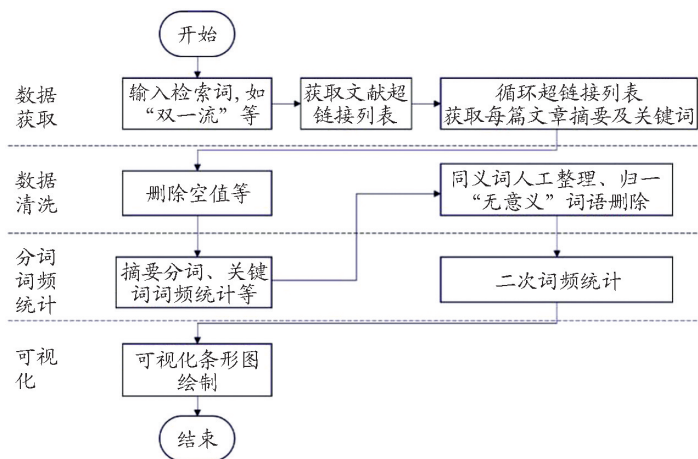 开始
数据
获取
输入检索词,如
“双一流”等
获取文献超
链接列表
循环超链接列表
获取每篇文章摘要及关键词
数据
清洗
删除空值等
同义词人工整理、归一
“无意义”词语删除
分词
词频
统计
摘要分词、关键
词词频统计等
二次词频统计
可视
化
可视化条形图
绘制
结束